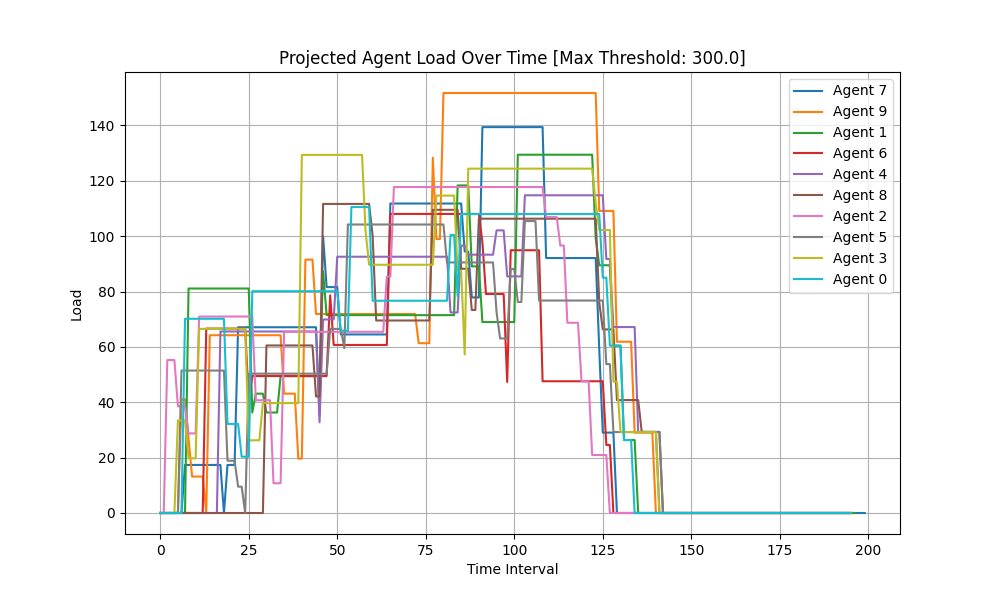 Projected Agent Load Over Time [Max Threshold: 300.0]
Load
140
120
100
80
60
40
20
0
0 25 50 75 100 125 150 175 200
Time Interval
Agent 7
Agent 9
Agent 1
Agent 6
Agent 4
Agent 8
Agent 2
Agent 5
Agent 3
Agent 0